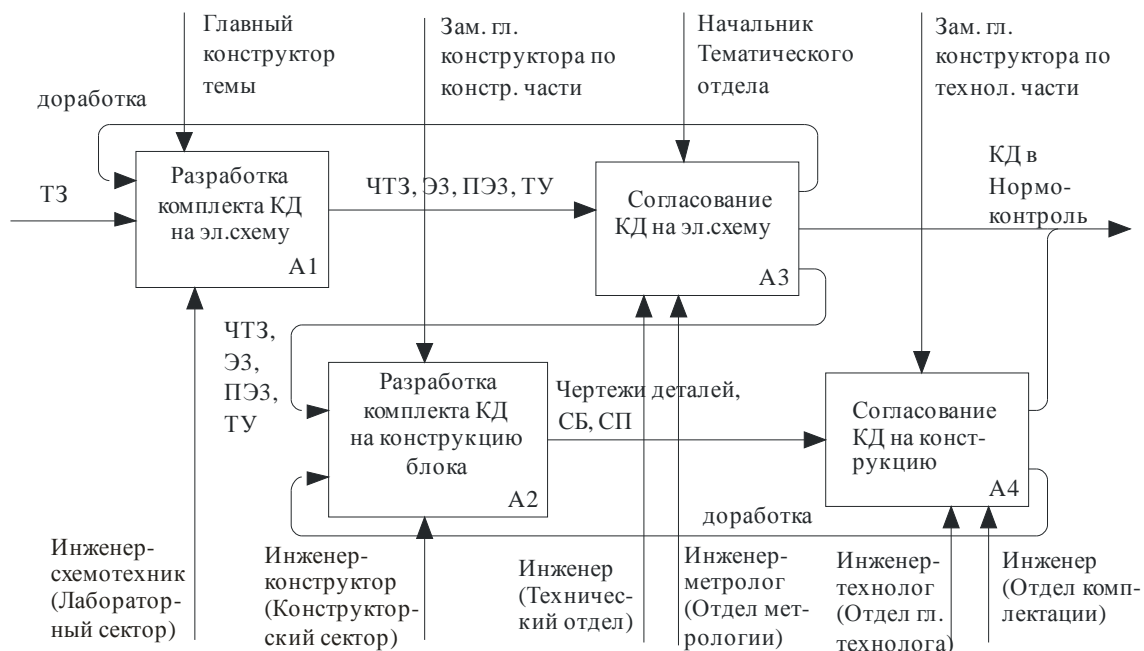 Главный
конструктор
темы
Зам. гл.
конструктора по
констр. части
Начальник
Тематического
отдела
Зам. гл.
конструктора по
технол. части
доработка
ТЗ
Разработка
комплекта КД
на эл.схему
А1
ЧТЗ, ЭЗ, ПЭЗ, ТУ
Согласование
КД на эл.схему
А3
КД в
Нормо-
контроль
ЧТЗ,
ЭЗ,
ПЭЗ,
ТУ
Разработка
комплекта КД
на конструкцию
блока
А2
Чертежи деталей,
СБ, СП
Согласование
КД на конст-
рукцию
А4
доработка
Инженер-
схемотехник
(Лаборатор-
ный сектор)
Инженер-
конструктор
(Конструктор-
ский сектор)
Инженер
(Техничес-
кий отдел)
Инженер-
метролог
(Отдел мет-
рологии)
Инженер-
технолог
(Отдел гл.
технолога)
Инженер
(Отдел комп-
лектации)